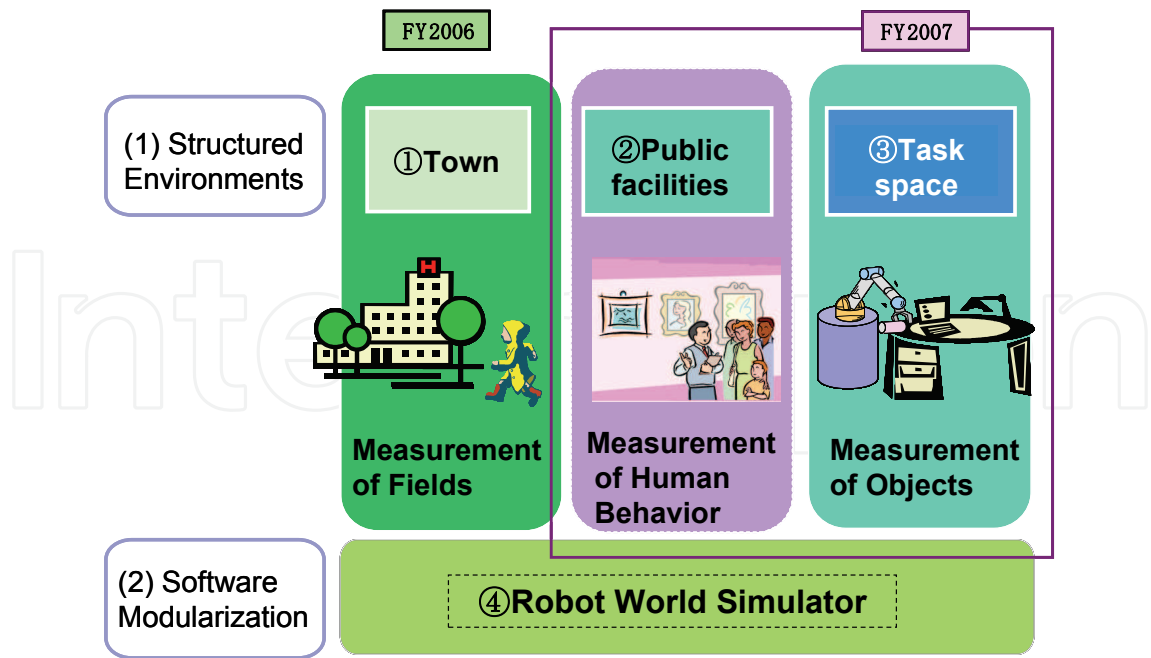 FY2006
FY2007
(1) Structured
Environments
①Town
②Public
facilities
③Task
space
H
Measurement
of Fields
Measurement
of Human
Behavior
Measurement
of Objects
(2) Software
Modularization
④Robot World Simulator